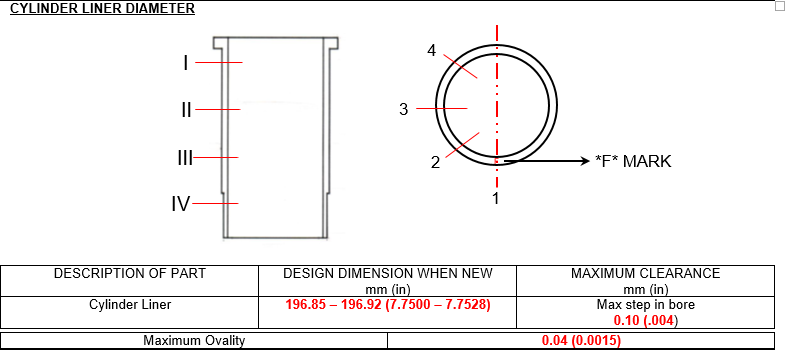 CYLINDER LINER DIAMETER
I
II
III
IV
4
3
2
1
*F* MARK
DESCRIPTION OF PART
DESIGN DIMENSION WHEN NEW
mm (in)
MAXIMUM CLEARANCE
mm (in)
Cylinder Liner
196.85 – 196.92 (7.7500 – 7.7528)
Max step in bore
0.10 (.004)
Maximum Ovality
0.04 (0.0015)